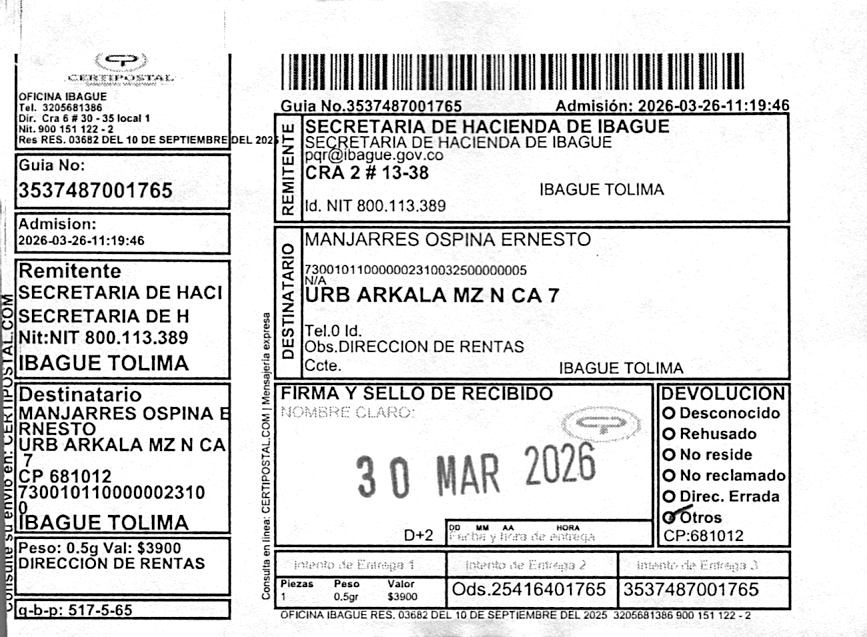 CERTIPOSTAL
OFICINA IBAGUE
Tel. 3205681386
Dir. Cra 6 # 30 - 35 local 1
Nit. 900 151 122 - 2
Res RES. 03682 DEL 10 DE SEPTIEMBRE DEL 2025
Guia No:
3537487001765
Admision:
2026-03-26-11:19:46
Remitente
SECRETARIA DE HACI
SECRETARIA DE H
Nit:NIT 800.113.389
IBAGUE TOLIMA
Destinatario
MANJARRES OSPINA E
RNESTO
URB ARKALA MZ N CA
7
CP 681012
730010110000002310
0
IBAGUE TOLIMA
Peso: 0.5g Val: $3900
DIRECCIÓN DE RENTAS
q-b-p: 517-5-65
Consulte su envio en: CERTIPOSTAL.COM
Guia No.3537487001765 Admisión: 2026-03-26-11:19:46
REMITENTE
SECRETARIA DE HACIENDA DE IBAGUE
SECRETARIA DE HACIENDA DE IBAGUE
pqr@ibague.gov.co
CRA 2 # 13-38
IBAGUE TOLIMA
Id. NIT 800.113.389
DESTINATARIO
MANJARRES OSPINA ERNESTO
730010110000002310032500000005
N/A
URB ARKALA MZ N CA 7
Tel.0 Id.
Obs.DIRECCION DE RENTAS
Ccte. IBAGUE TOLIMA
Consulta en linea: CERTIPOSTAL.COM | Mensajería expresa
FIRMA Y SELLO DE RECIBIDO
NOMBRE CLARO:
30 MAR 2026
D+2
DD MM AA HORA
Fecha y hora de entrega
DEVOLUCION
Desconocido
Rehusado
No reside
No reclamado
Direc. Errada
Otros
CP:681012
Intento de Entrega 1 Intento de Entrega 2 Intento de Entrega 3
Piezas Peso Valor
1 0.5gr $3900
Ods.25416401765 3537487001765
OFICINA IBAGUE RES. 03682 DEL 10 DE SEPTIEMBRE DEL 2025 3205681386 900 151 122 - 2